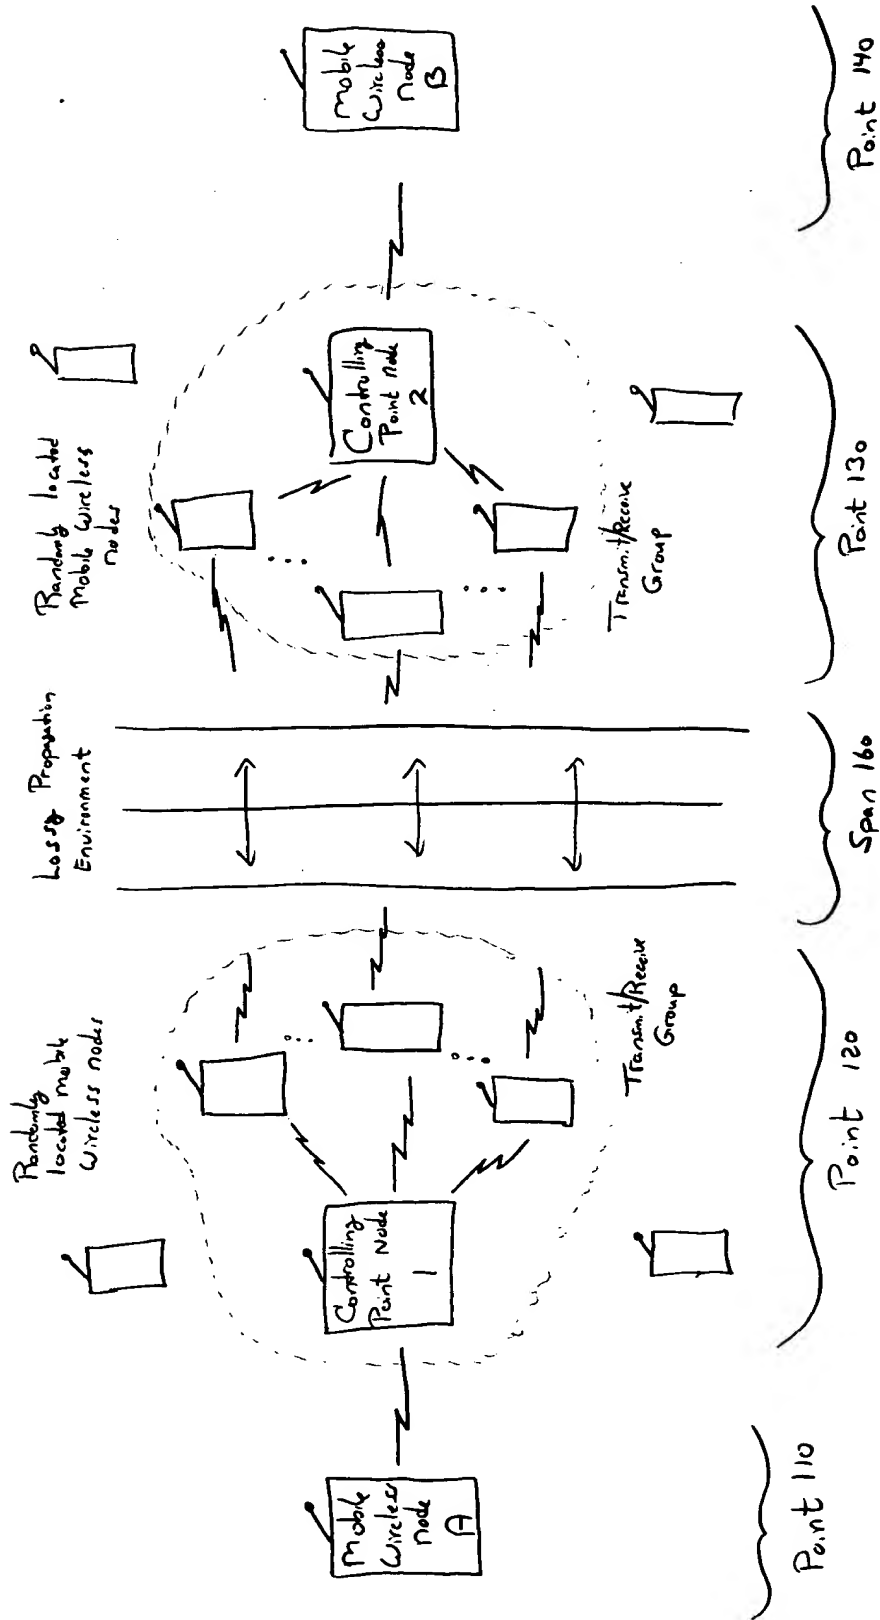 Randomly
located mobile
Wireless nodes
Lossy Propagation
Environment
Randomly located
Mobile Wireless
nodes
Mobile
Wireless
node
A
Controlling
Point Node
1
Controlling
Point Node
2
Mobile
Wireless
node
B
Transmit/Receive
Group
Transmit/Receive
Group
Point 110
Point 120
Span 160
Point 130
Point 140